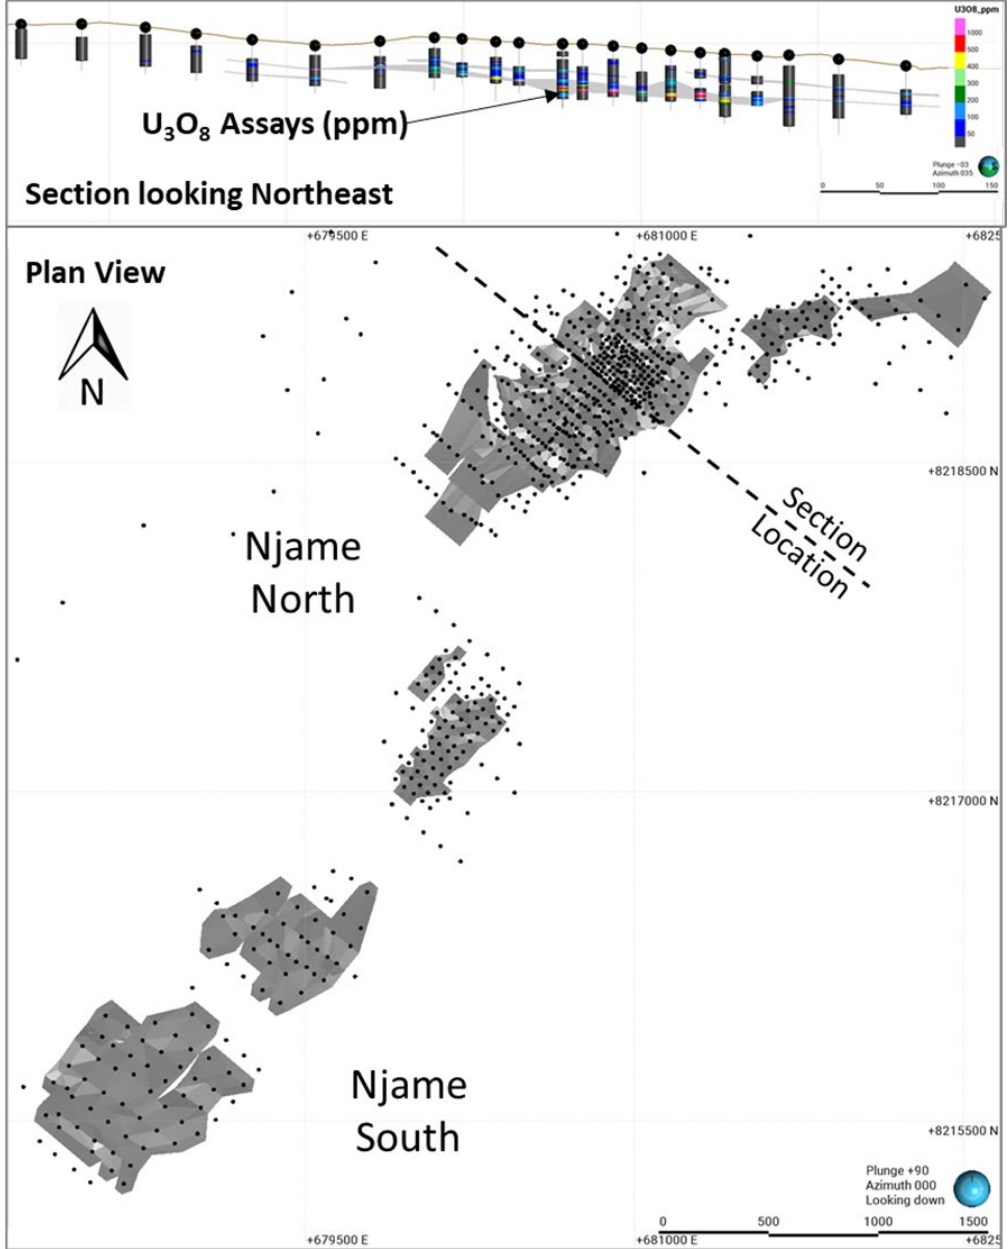 U3O8_ppm
1000
500
400
300
200
100
50
U₃O₈ Assays (ppm)
Plunge -03
Azimuth 035
Section looking Northeast
0 50 100 150
+679500 E +681000 E +6825
Plan View
N
+8218500 N
Section
Location
Njame
North
+8217000 N
Njame
South
+8215500 N
Plunge +90
Azimuth 000
Looking down
0 500 1000 1500
+679500 E +681000 E +6825